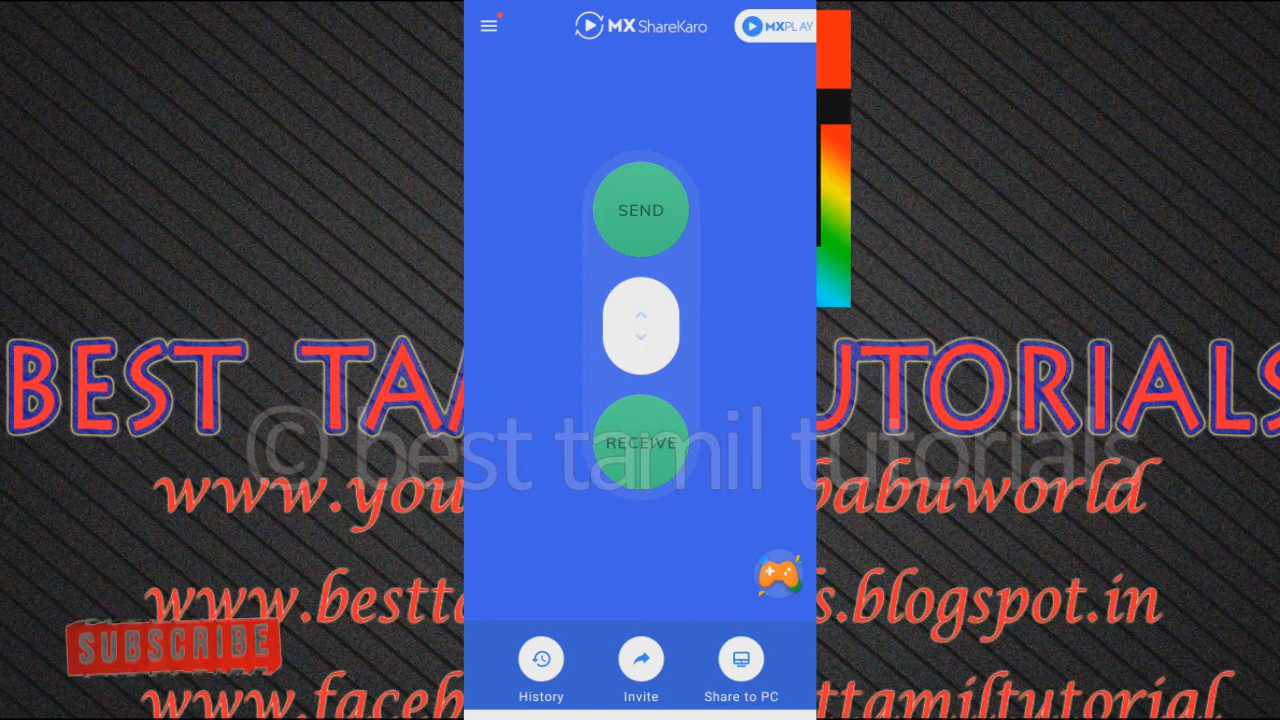 MX ShareKaro
MXPLAY
SEND
BEST TA UTORIALS
RECEIVE
© best tamil tutorials
www.you babuworld
www.bestta s.blogspot.in
SUBSCRIBE
www.faceb ttamiltutorial
History
Invite
Share to PC